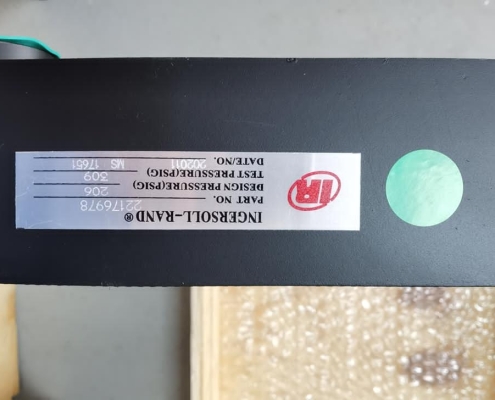 IR
INGERSOLL-RAND®
PART NO. 22176978
DESIGN PRESSURE(PSIG) 206
TEST PRESSURE(PSIG) 309
DATE/NO. 202011 MS 17651